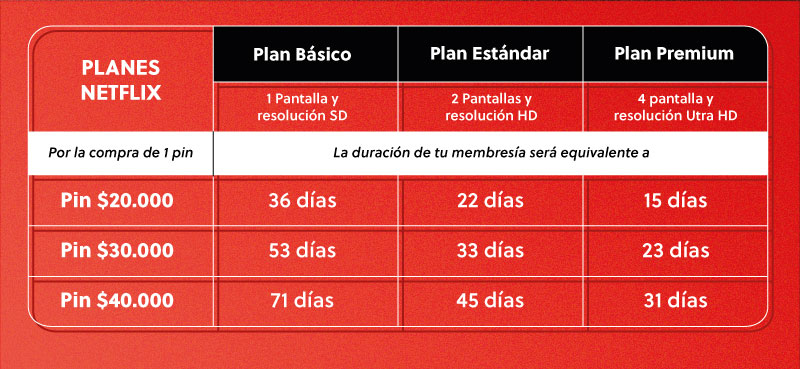 PLANES
NETFLIX
Plan Básico
Plan Estándar
Plan Premium
1 Pantalla y
resolución SD
2 Pantallas y
resolución HD
4 pantalla y
resolución Utra HD
Por la compra de 1 pin
La duración de tu membresía será equivalente a
Pin $20.000 36 días 22 días 15 días
Pin $30.000 53 días 33 días 23 días
Pin $40.000 71 días 45 días 31 días